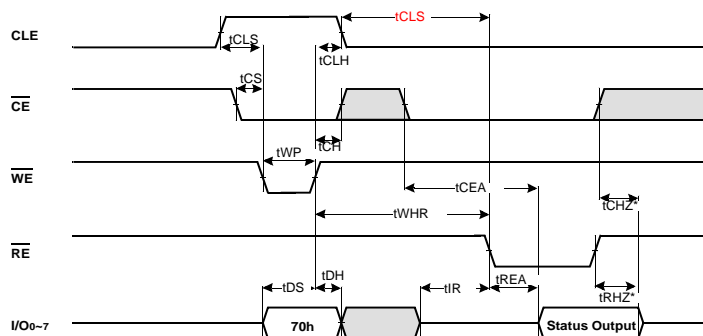 CLE
tCLS
tCLS
tCLH
tCS
CE
tCH
WE
tWP
tCEA
tCHZ*
tWHR
RE
tREA
tRHZ*
tDS
tDH
tIR
I/O0~7
70h
Status Output